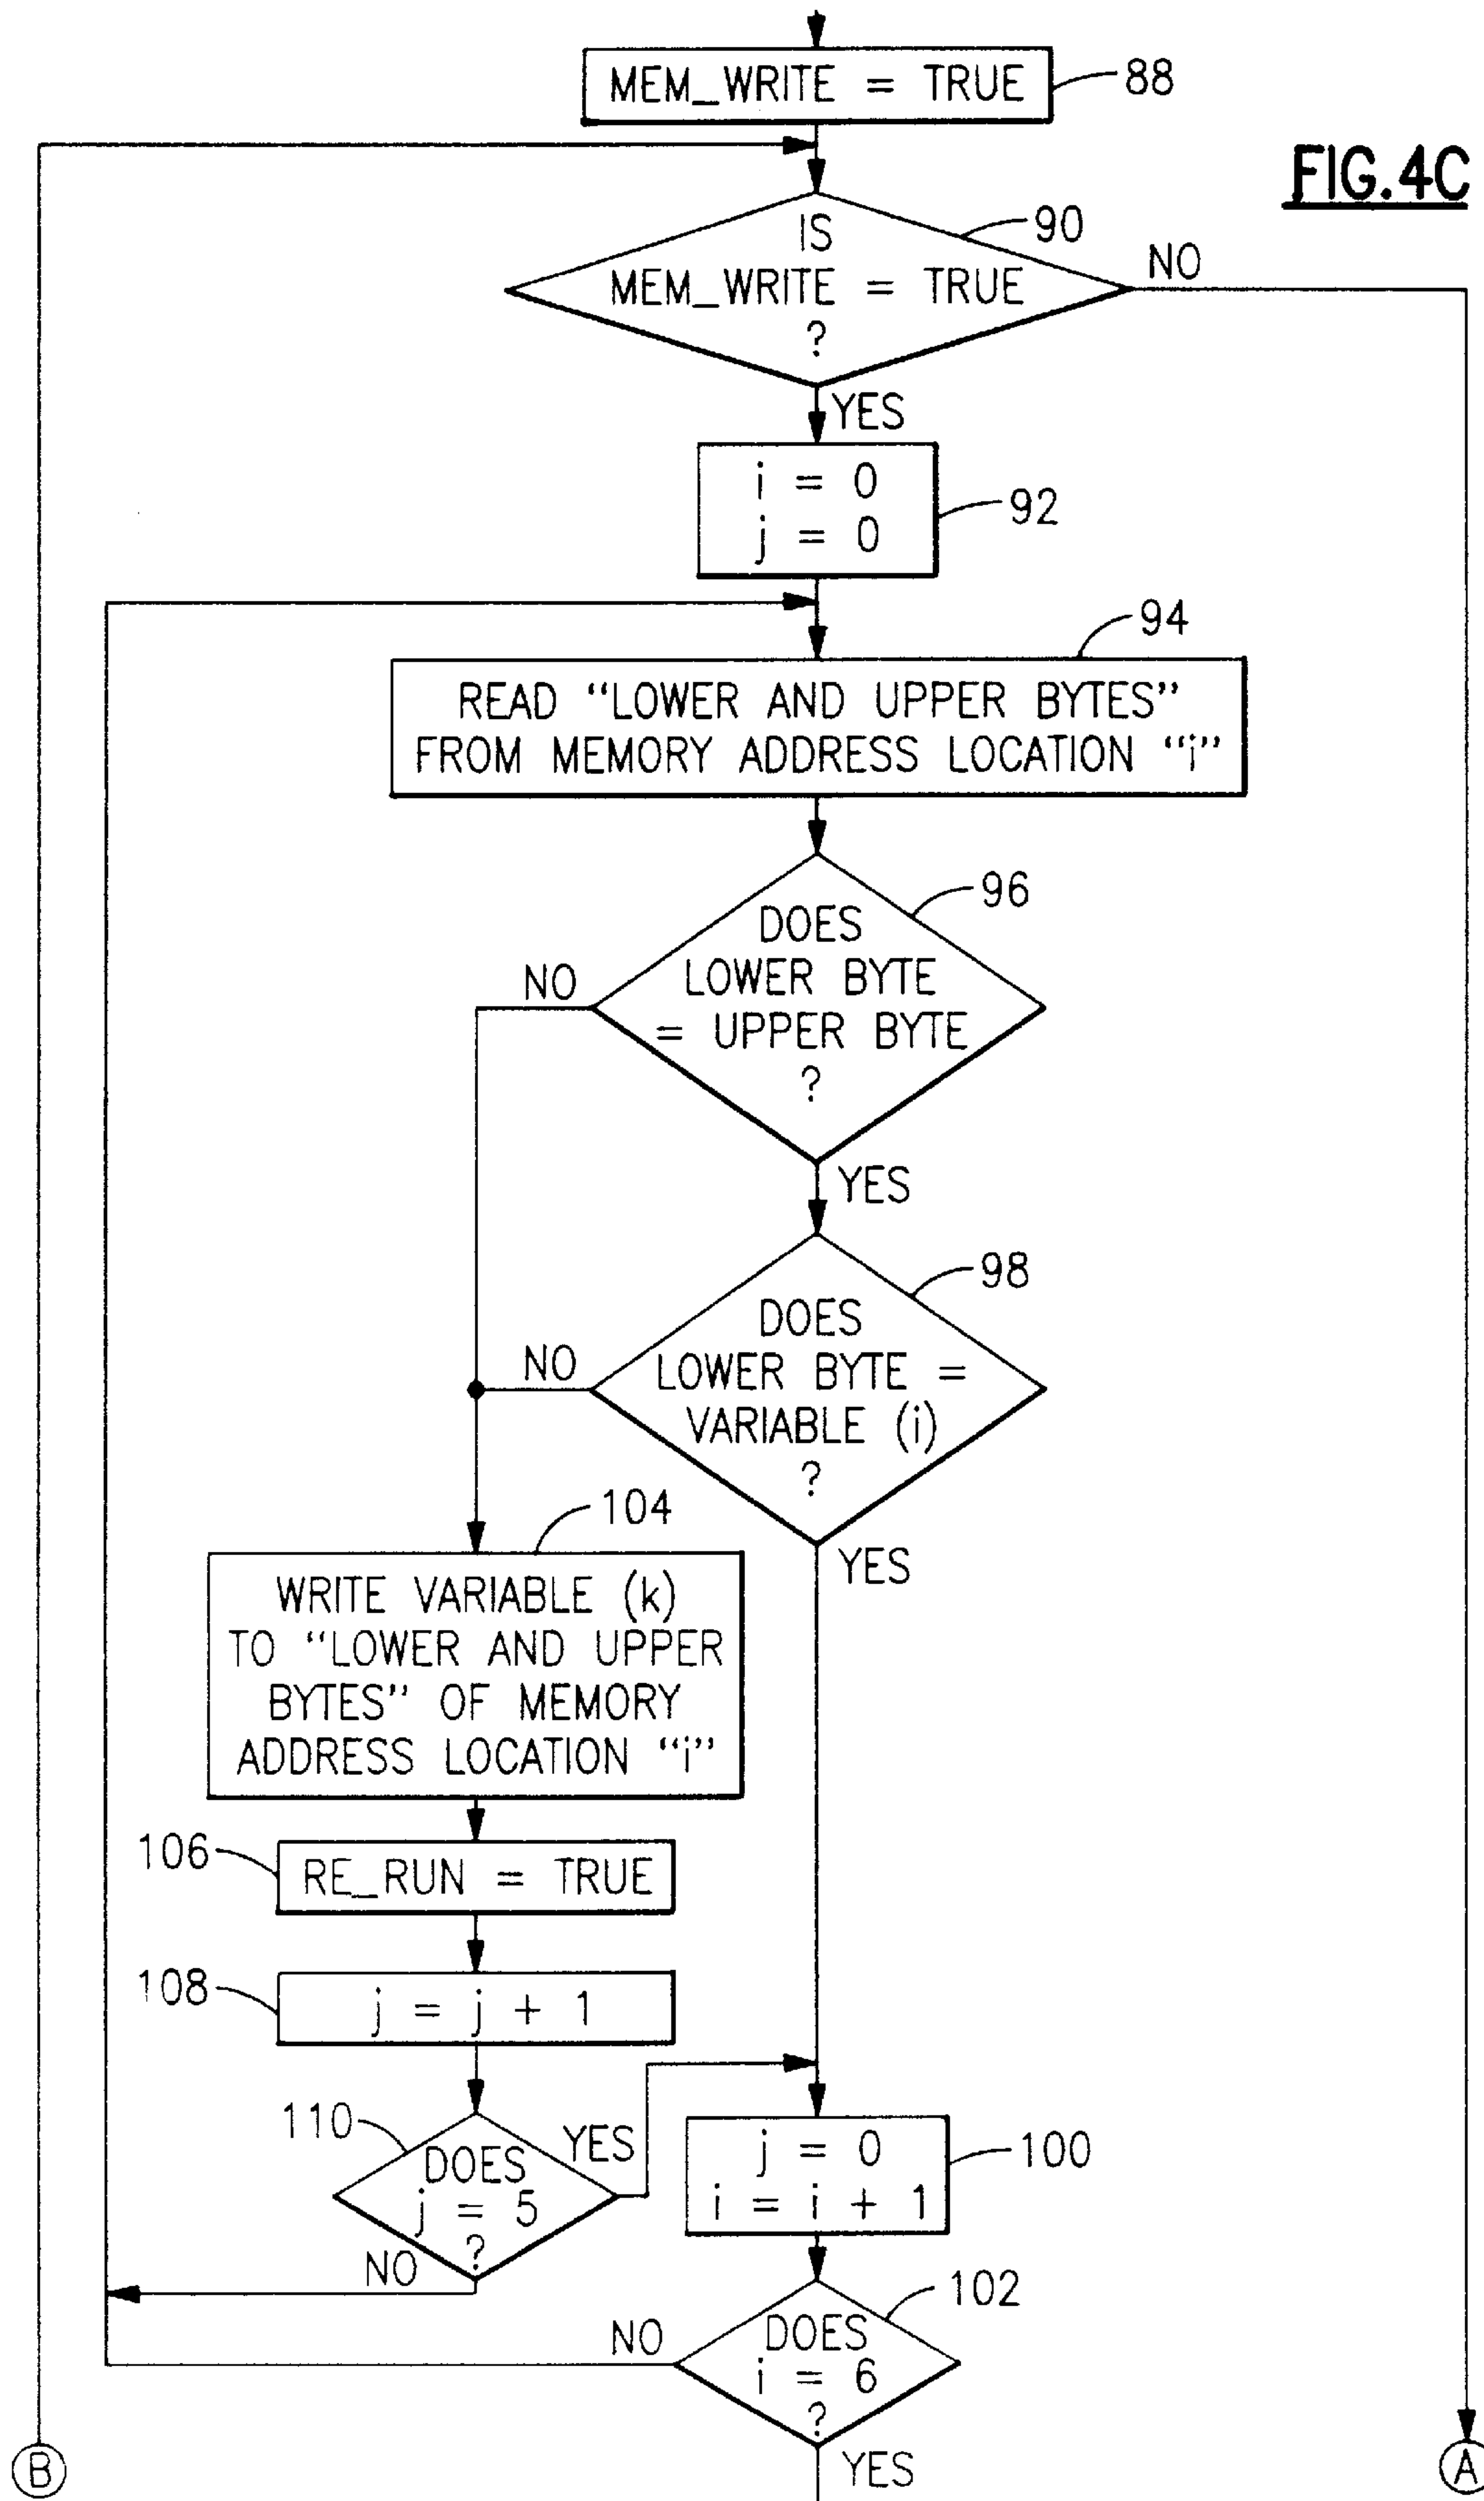 MEM_WRITE = TRUE
88
FIG.4C
IS
MEM_WRITE = TRUE
?
90
NO
YES
i = 0
j = 0
92
94
READ “LOWER AND UPPER BYTES”
FROM MEMORY ADDRESS LOCATION “i”
96
DOES
LOWER BYTE
= UPPER BYTE
?
NO
YES
98
DOES
LOWER BYTE =
VARIABLE (i)
?
NO
YES
104
WRITE VARIABLE (k)
TO “LOWER AND UPPER
BYTES” OF MEMORY
ADDRESS LOCATION “i”
106
RE_RUN = TRUE
108
j = j + 1
110
DOES
j = 5
?
YES
NO
j = 0
i = i + 1
100
102
DOES
i = 6
?
NO
YES
B
A